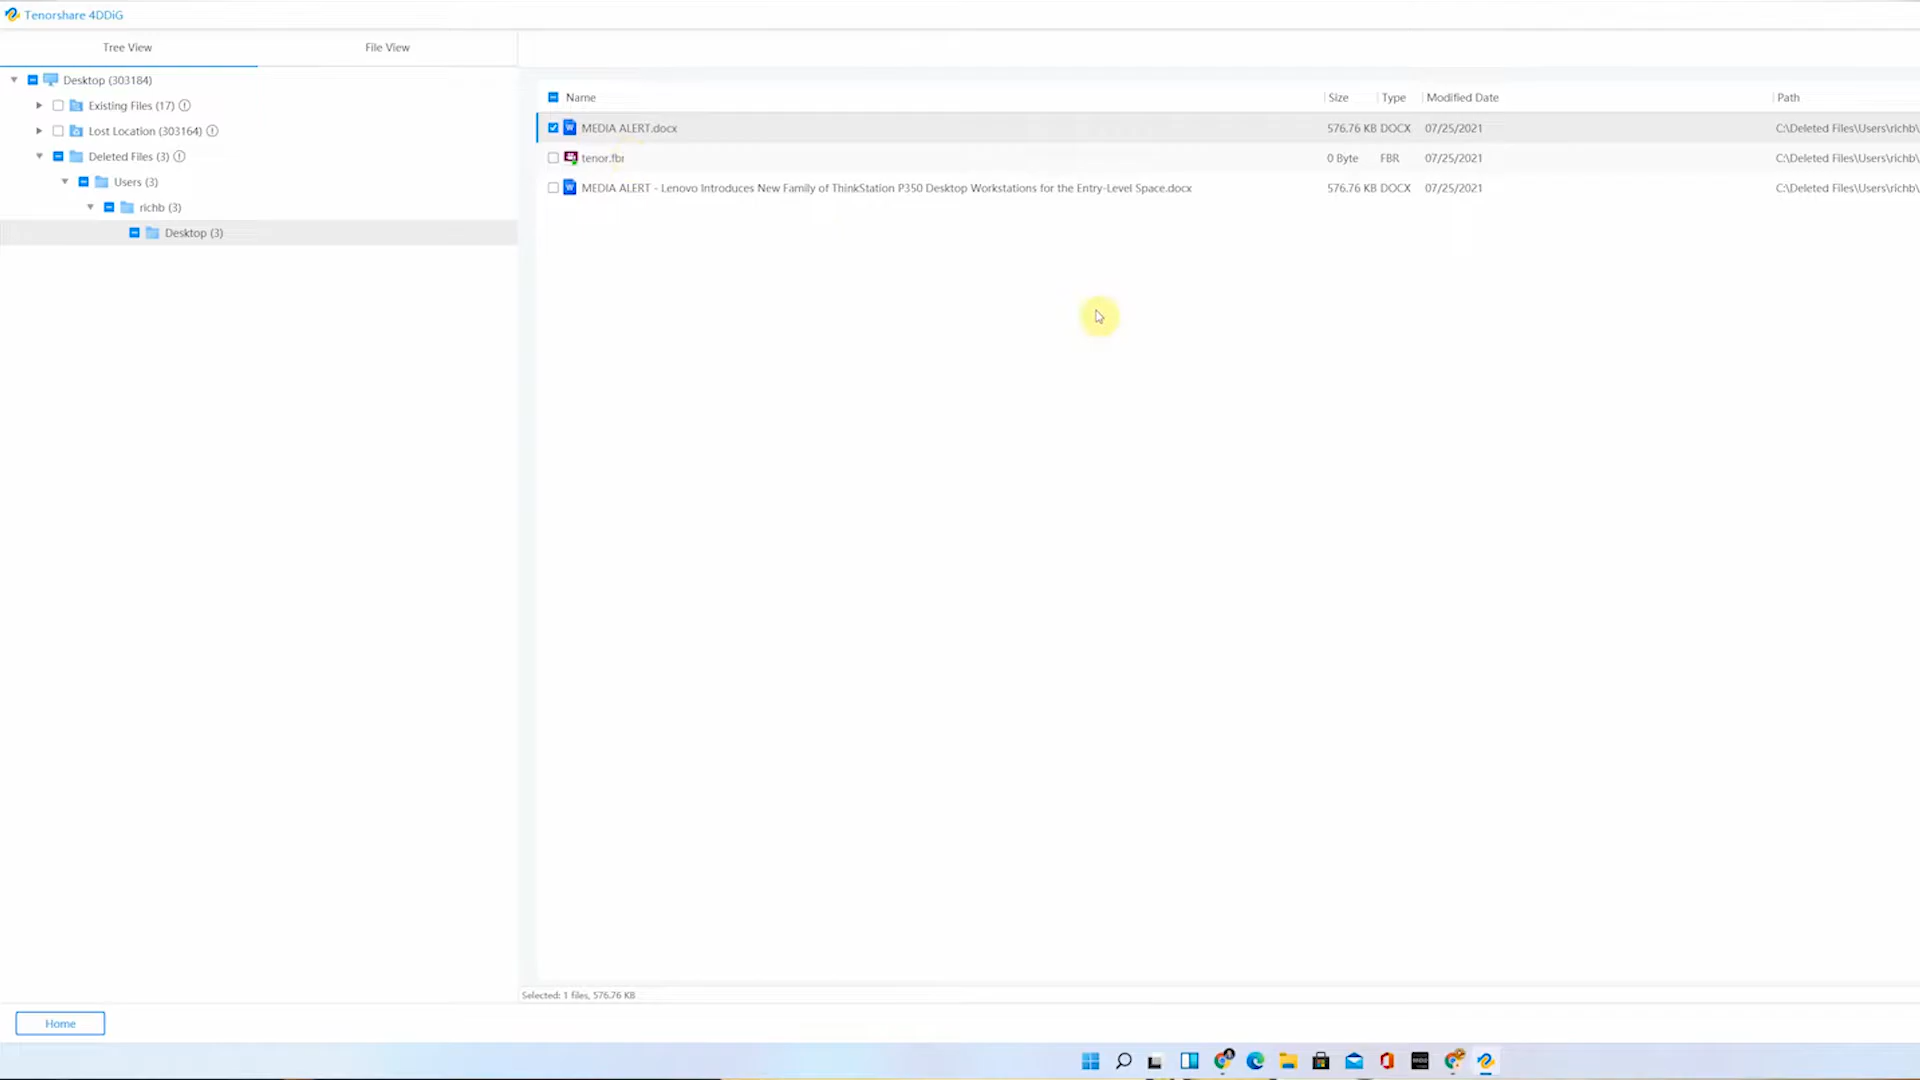 Tenorshare 4DDiG
Tree View File View
Desktop (303184)
Existing Files (17)
Lost Location (303164)
Deleted Files (3)
Users (3)
richb (3)
Desktop (3)
Name Size Type Modified Date Path
MEDIA ALERT.docx 576.76 KB DOCX 07/25/2021 C:\Deleted Files\Users\richb\
tenor.fbr 0 Byte FBR 07/25/2021 C:\Deleted Files\Users\richb\
MEDIA ALERT - Lenovo Introduces New Family of ThinkStation P350 Desktop Workstations for the Entry-Level Space.docx 576.76 KB DOCX 07/25/2021 C:\Deleted Files\Users\richb\
Selected: 1 files, 576.76 KB
Home